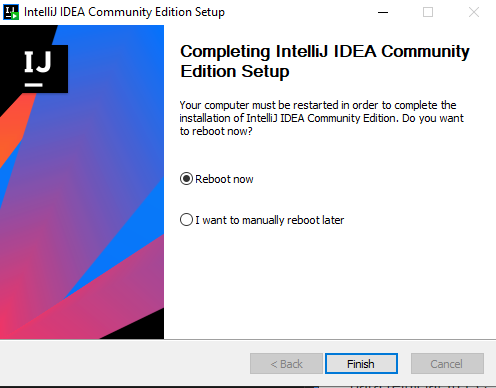 IntelliJ IDEA Community Edition Setup
IJ
Completing IntelliJ IDEA Community
Edition Setup
Your computer must be restarted in order to complete the
installation of IntelliJ IDEA Community Edition. Do you want
to reboot now?
Reboot now
I want to manually reboot later
< Back
Finish
Cancel